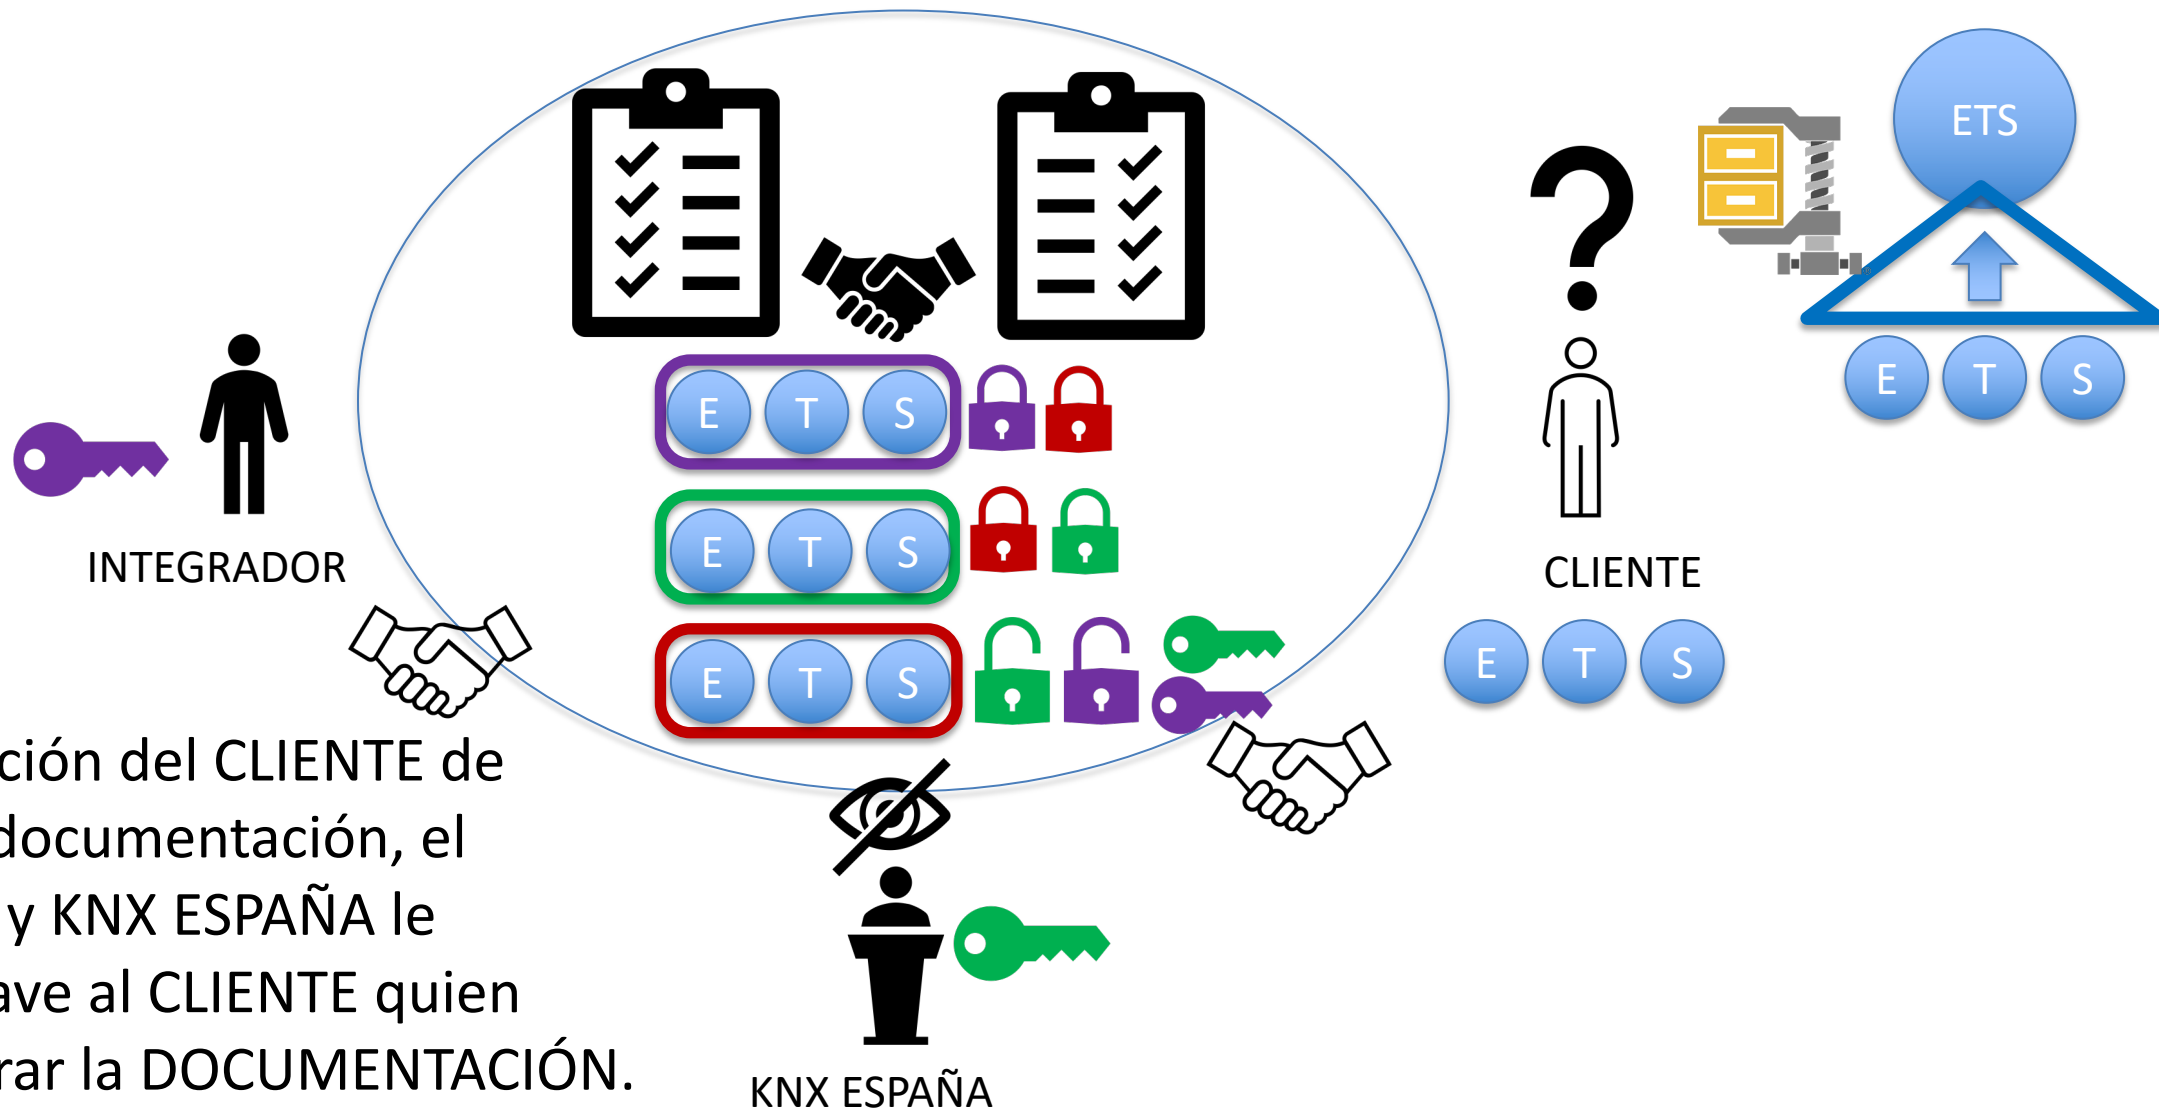 ETS
E T S
E T S
E T S
E T S
INTEGRADOR
CLIENTE
E T S
ción del CLIENTE de
documentación, el
y KNX ESPAÑA le
ave al CLIENTE quien
rar la DOCUMENTACIÓN.
KNX ESPAÑA